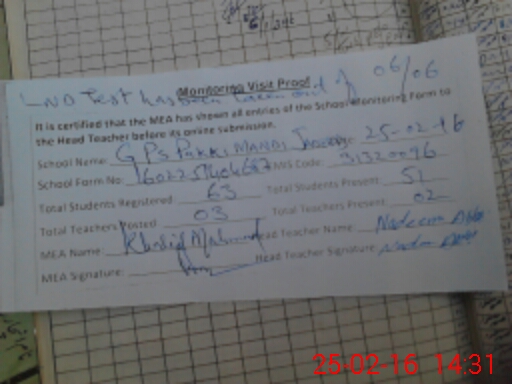 Monitoring Visit Proof
LND Test has been taken out of 06/06
It is certified that the MEA has shown all entries of the School Monitoring Form to
the Head Teacher before its online submission.
School Name: GPS PUKKI MANDI 25-02-16
School Form No: EMIS Code: 31320096
Total Students Registered 63 Total Students Present 51
Total Teachers Posted 03 Total Teachers Present 02
MEA Name: Khalid Mahmood Head Teacher Name Nadeem
MEA Signature: Head Teacher Signature
25-02-16 14:31